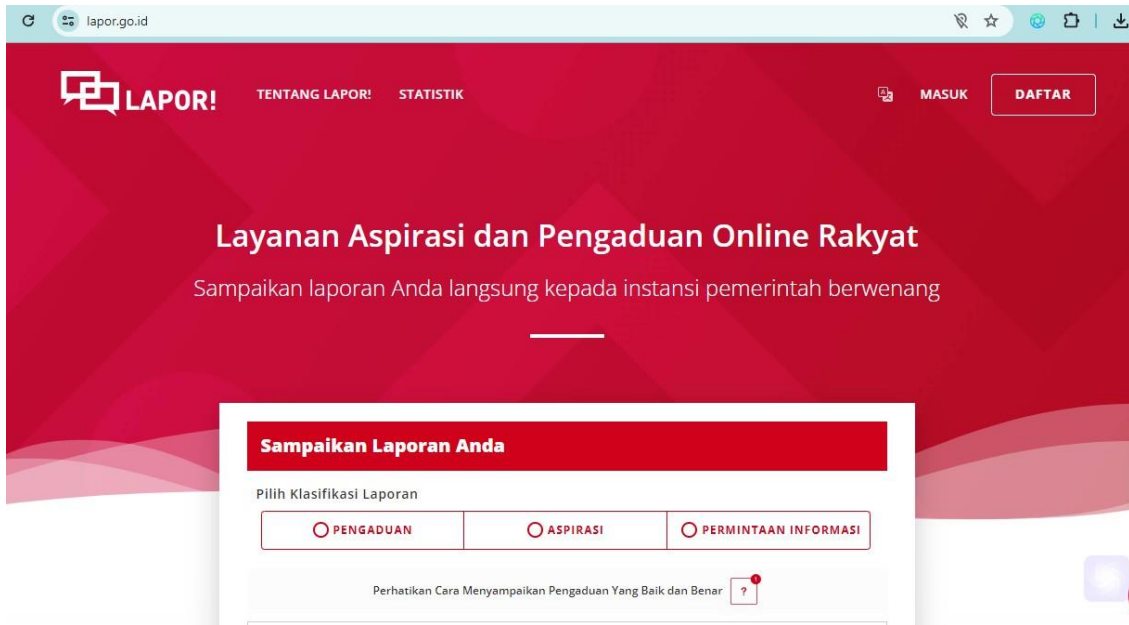 lapor.go.id
LAPOR! TENTANG LAPOR! STATISTIK MASUK DAFTAR
Layanan Aspirasi dan Pengaduan Online Rakyat
Sampaikan laporan Anda langsung kepada instansi pemerintah berwenang
Sampaikan Laporan Anda
Pilih Klasifikasi Laporan
PENGADUAN ASPIRASI PERMINTAAN INFORMASI
Perhatikan Cara Menyampaikan Pengaduan Yang Baik dan Benar ?